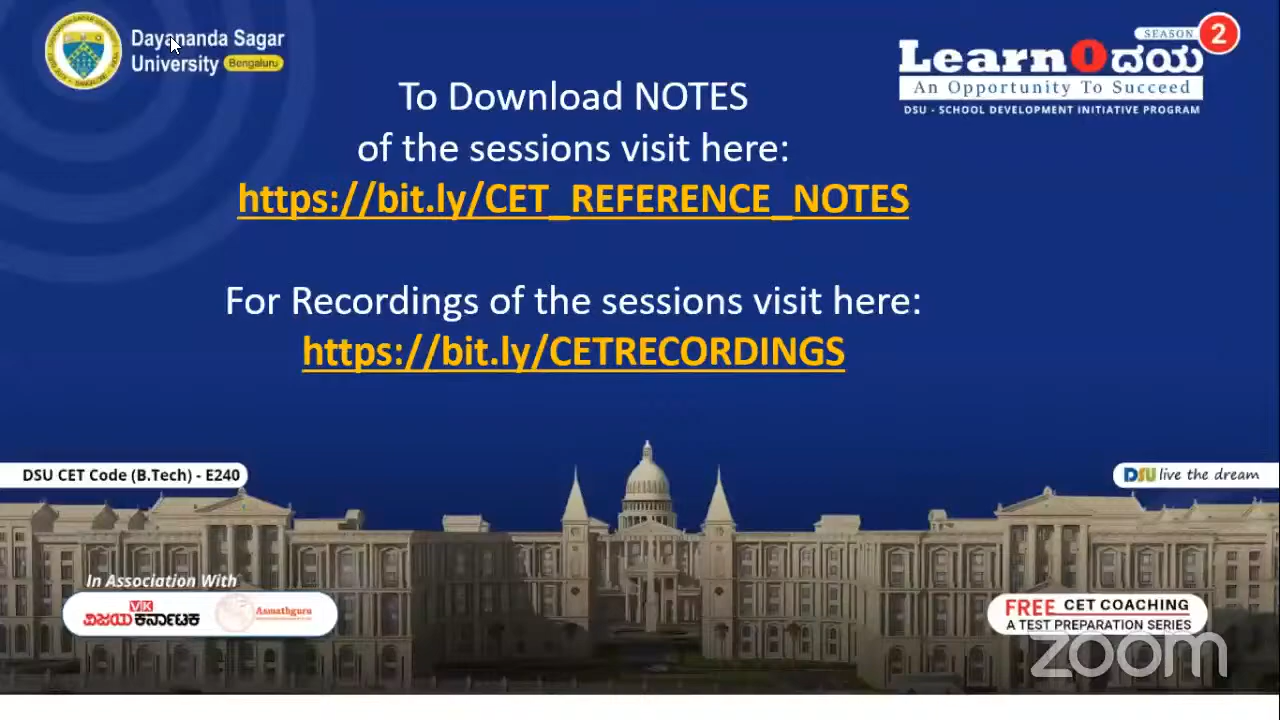 Dayananda Sagar
University Bengaluru
SEASON 2
LearnOದಯ
An Opportunity To Succeed
DSU - SCHOOL DEVELOPMENT INITIATIVE PROGRAM
To Download NOTES
of the sessions visit here:
https://bit.ly/CET_REFERENCE_NOTES
For Recordings of the sessions visit here:
https://bit.ly/CETRECORDINGS
DSU CET Code (B.Tech) - E240
DSU live the dream
In Association With
VK
ವಿಜಯ ಕರ್ನಾಟಕ
Asmathguru
FREE CET COACHING
A TEST PREPARATION SERIES
zoom